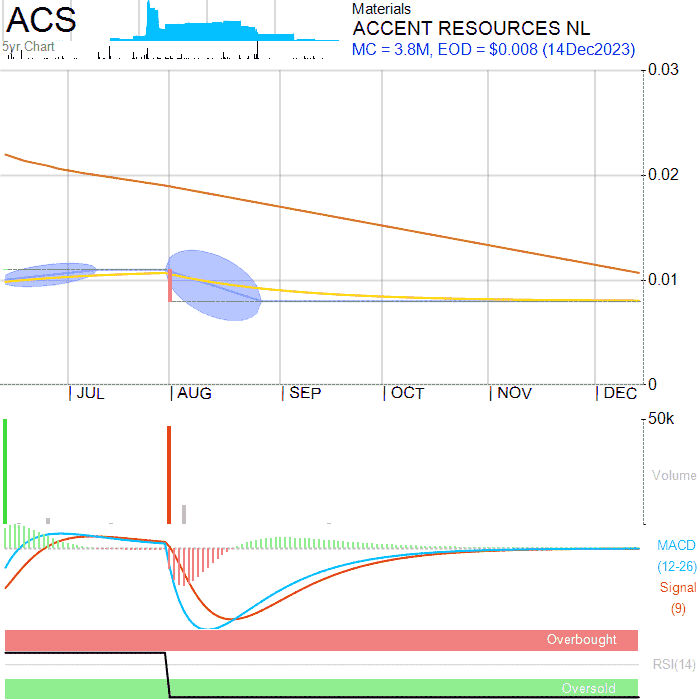 ACS
5yr Chart
Materials
ACCENT RESOURCES NL
MC = 3.8M, EOD = $0.008 (14Dec2023)
0.03
0.02
0.01
0
JUL AUG SEP OCT NOV DEC
50k
Volume
MACD
(12-26)
Signal
(9)
Overbought
RSI(14)
Oversold